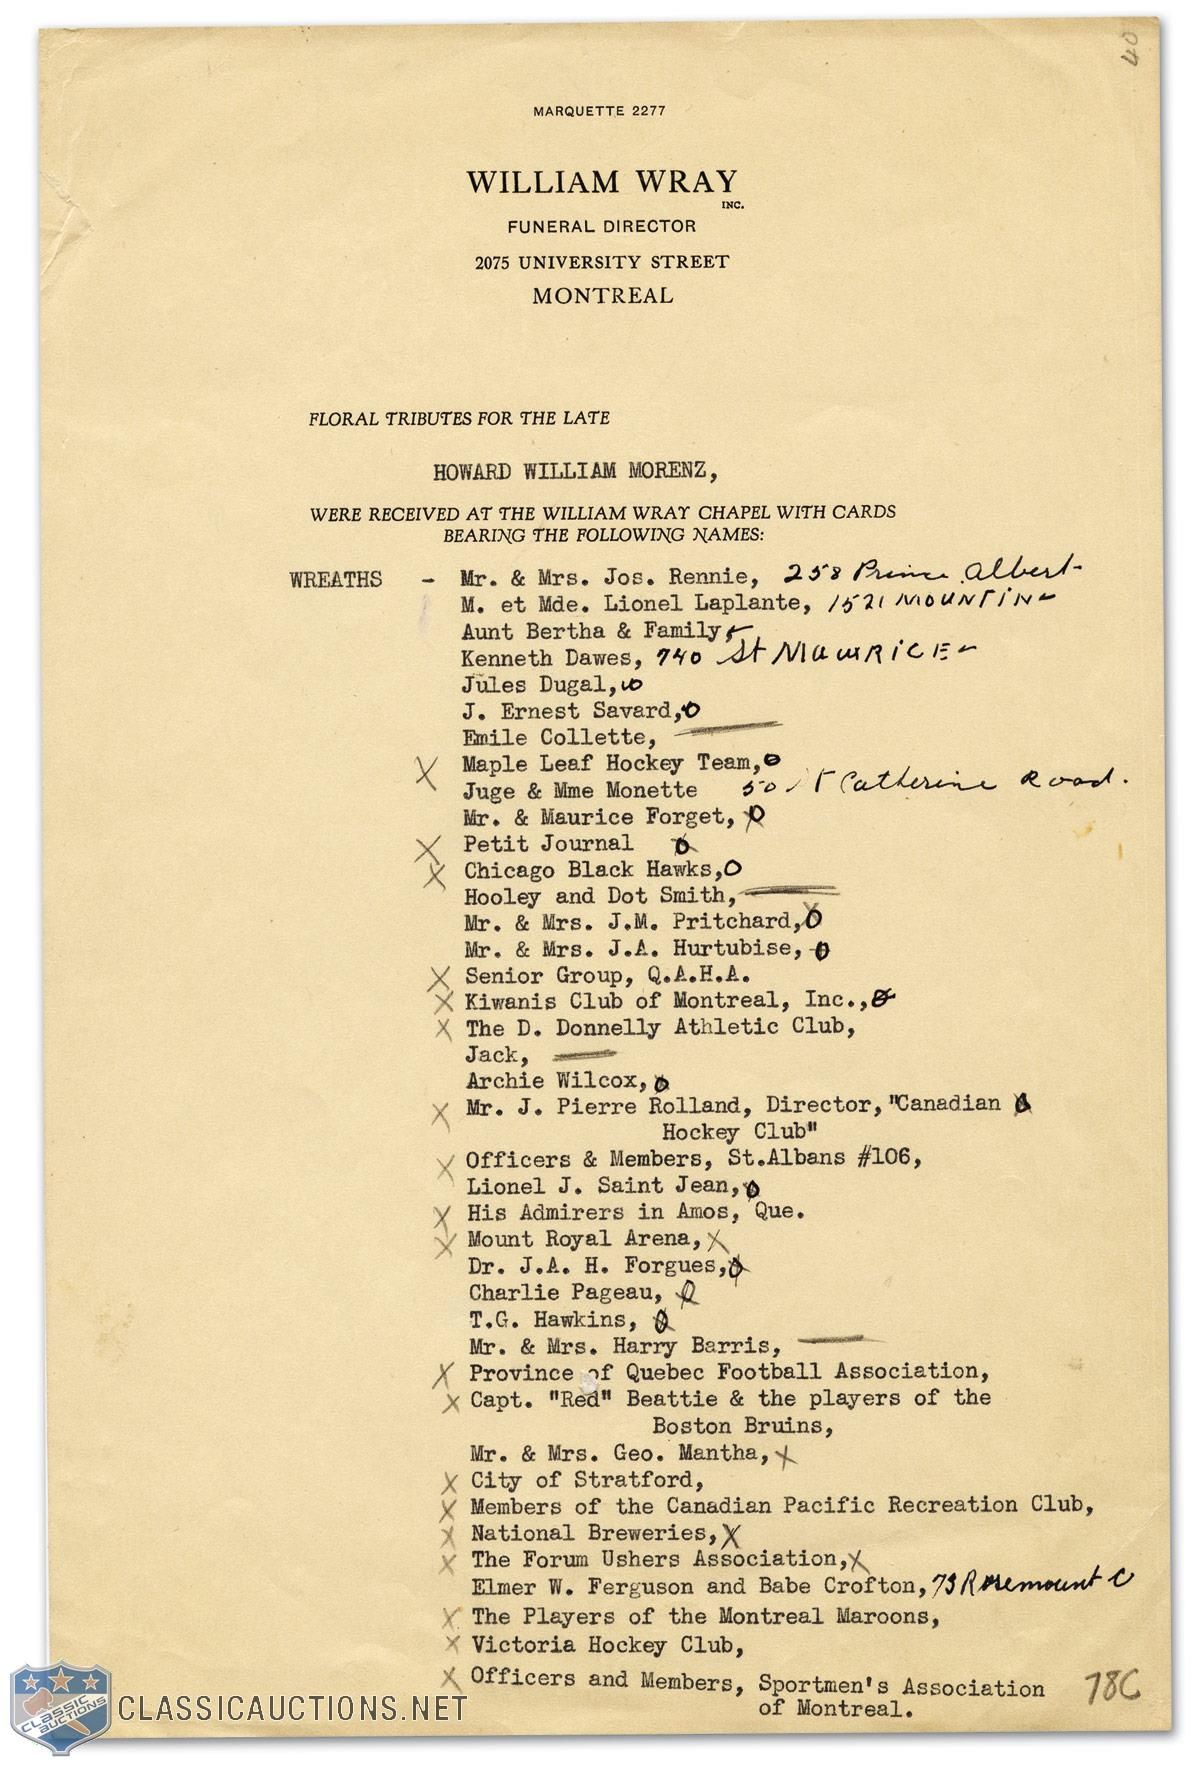 40
MARQUETTE 2277
WILLIAM WRAY
INC.
FUNERAL DIRECTOR
2075 UNIVERSITY STREET
MONTREAL
FLORAL TRIBUTES FOR THE LATE
HOWARD WILLIAM MORENZ,
WERE RECEIVED AT THE WILLIAM WRAY CHAPEL WITH CARDS
BEARING THE FOLLOWING NAMES:
WREATHS - Mr. & Mrs. Jos. Rennie, 258 Prince Albert
M. et Mde. Lionel Laplante, 1521 MOUNTIN
Aunt Bertha & Family,
Kenneth Dawes, 740 St MAURICE
Jules Dugal,
J. Ernest Savard,
Emile Collette,
X Maple Leaf Hockey Team,
Juge & Mme Monette 50 St Catherine Road.
Mr. & Maurice Forget,
X Petit Journal
X Chicago Black Hawks,
Hooley and Dot Smith,
Mr. & Mrs. J.M. Pritchard,
Mr. & Mrs. J.A. Hurtubise,
X Senior Group, Q.A.H.A.
X Kiwanis Club of Montreal, Inc.,
X The D. Donnelly Athletic Club,
Jack,
Archie Wilcox,
X Mr. J. Pierre Rolland, Director, "Canadian
Hockey Club"
X Officers & Members, St.Albans #106,
Lionel J. Saint Jean,
X His Admirers in Amos, Que.
X Mount Royal Arena, X
Dr. J.A. H. Forgues,
Charlie Pageau,
T.G. Hawkins,
Mr. & Mrs. Harry Barris,
X Province of Quebec Football Association,
X Capt. "Red" Beattie & the players of the
Boston Bruins,
Mr. & Mrs. Geo. Mantha, X
X City of Stratford,
X Members of the Canadian Pacific Recreation Club,
X National Breweries, X
X The Forum Ushers Association, X
Elmer W. Ferguson and Babe Crofton, 73 Rosemount
X The Players of the Montreal Maroons,
X Victoria Hockey Club,
X Officers and Members, Sportmen's Association
of Montreal.
78C
CLASSIC AUCTIONS
CLASSICAUCTIONS.NET